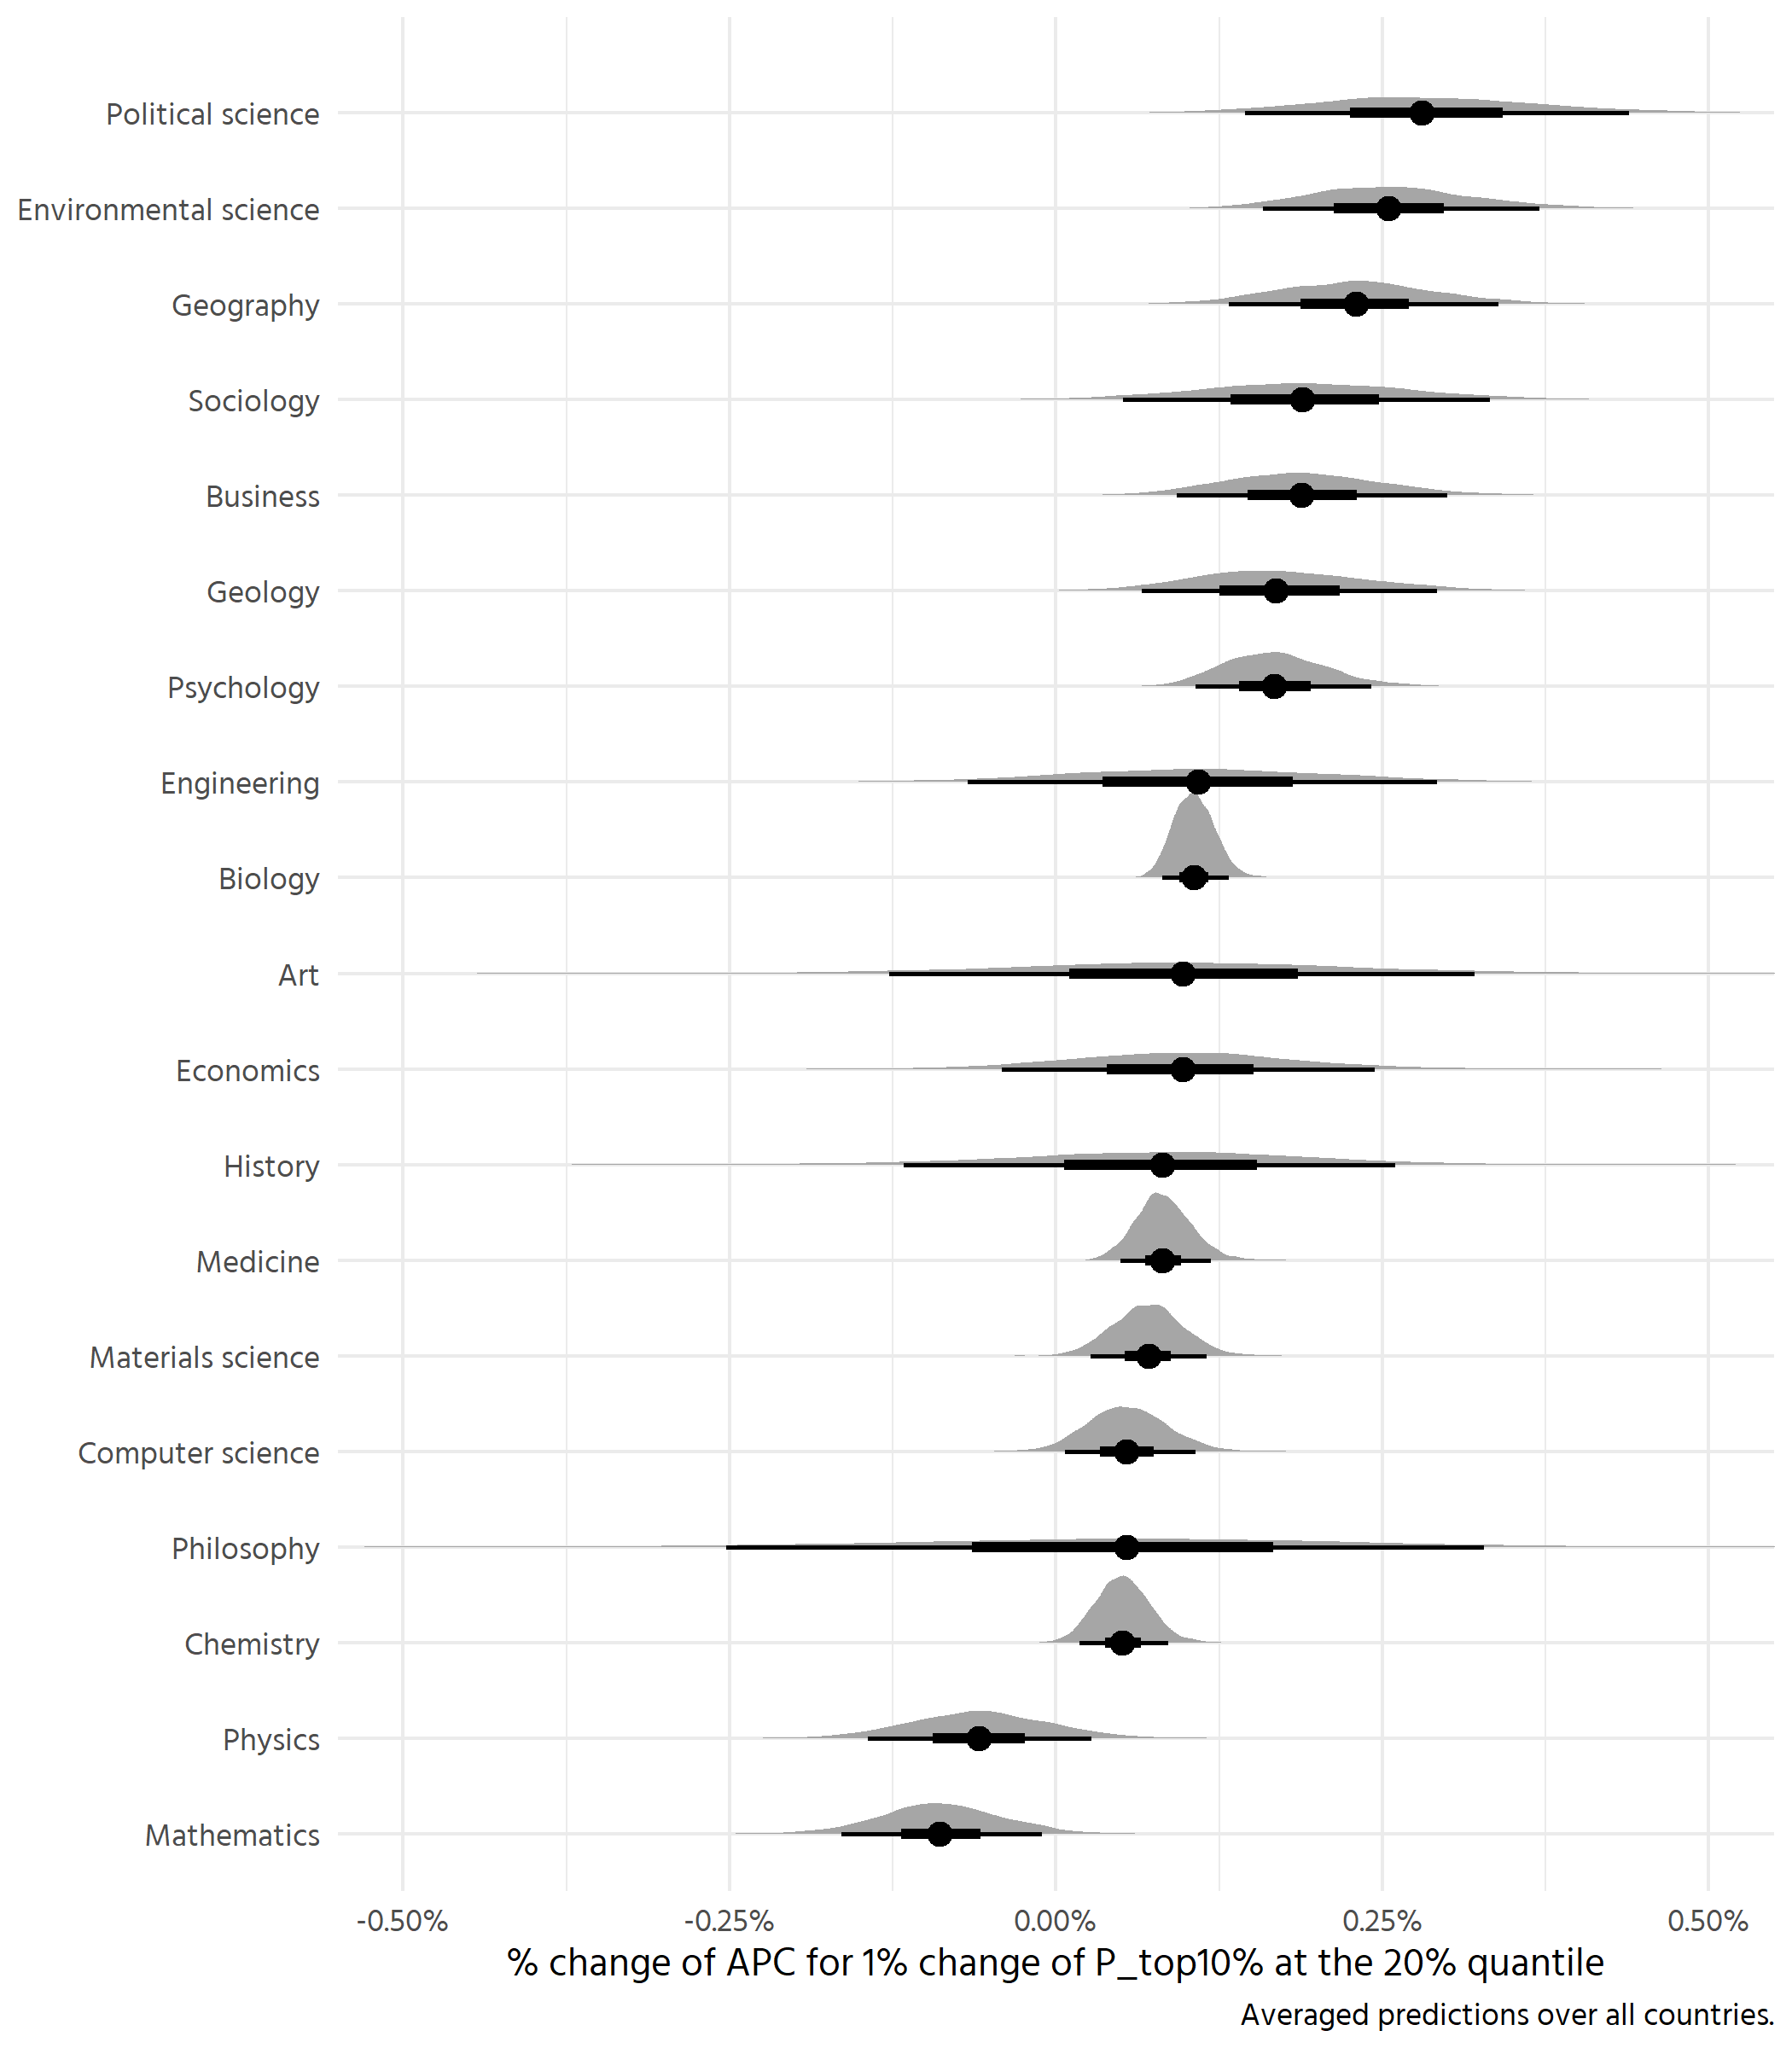 Political science
Environmental science
Geography
Sociology
Business
Geology
Psychology
Engineering
Biology
Art
Economics
History
Medicine
Materials science
Computer science
Philosophy
Chemistry
Physics
Mathematics
-0.50% -0.25% 0.00% 0.25% 0.50%
% change of APC for 1% change of P_top10% at the 20% quantile
Averaged predictions over all countries.